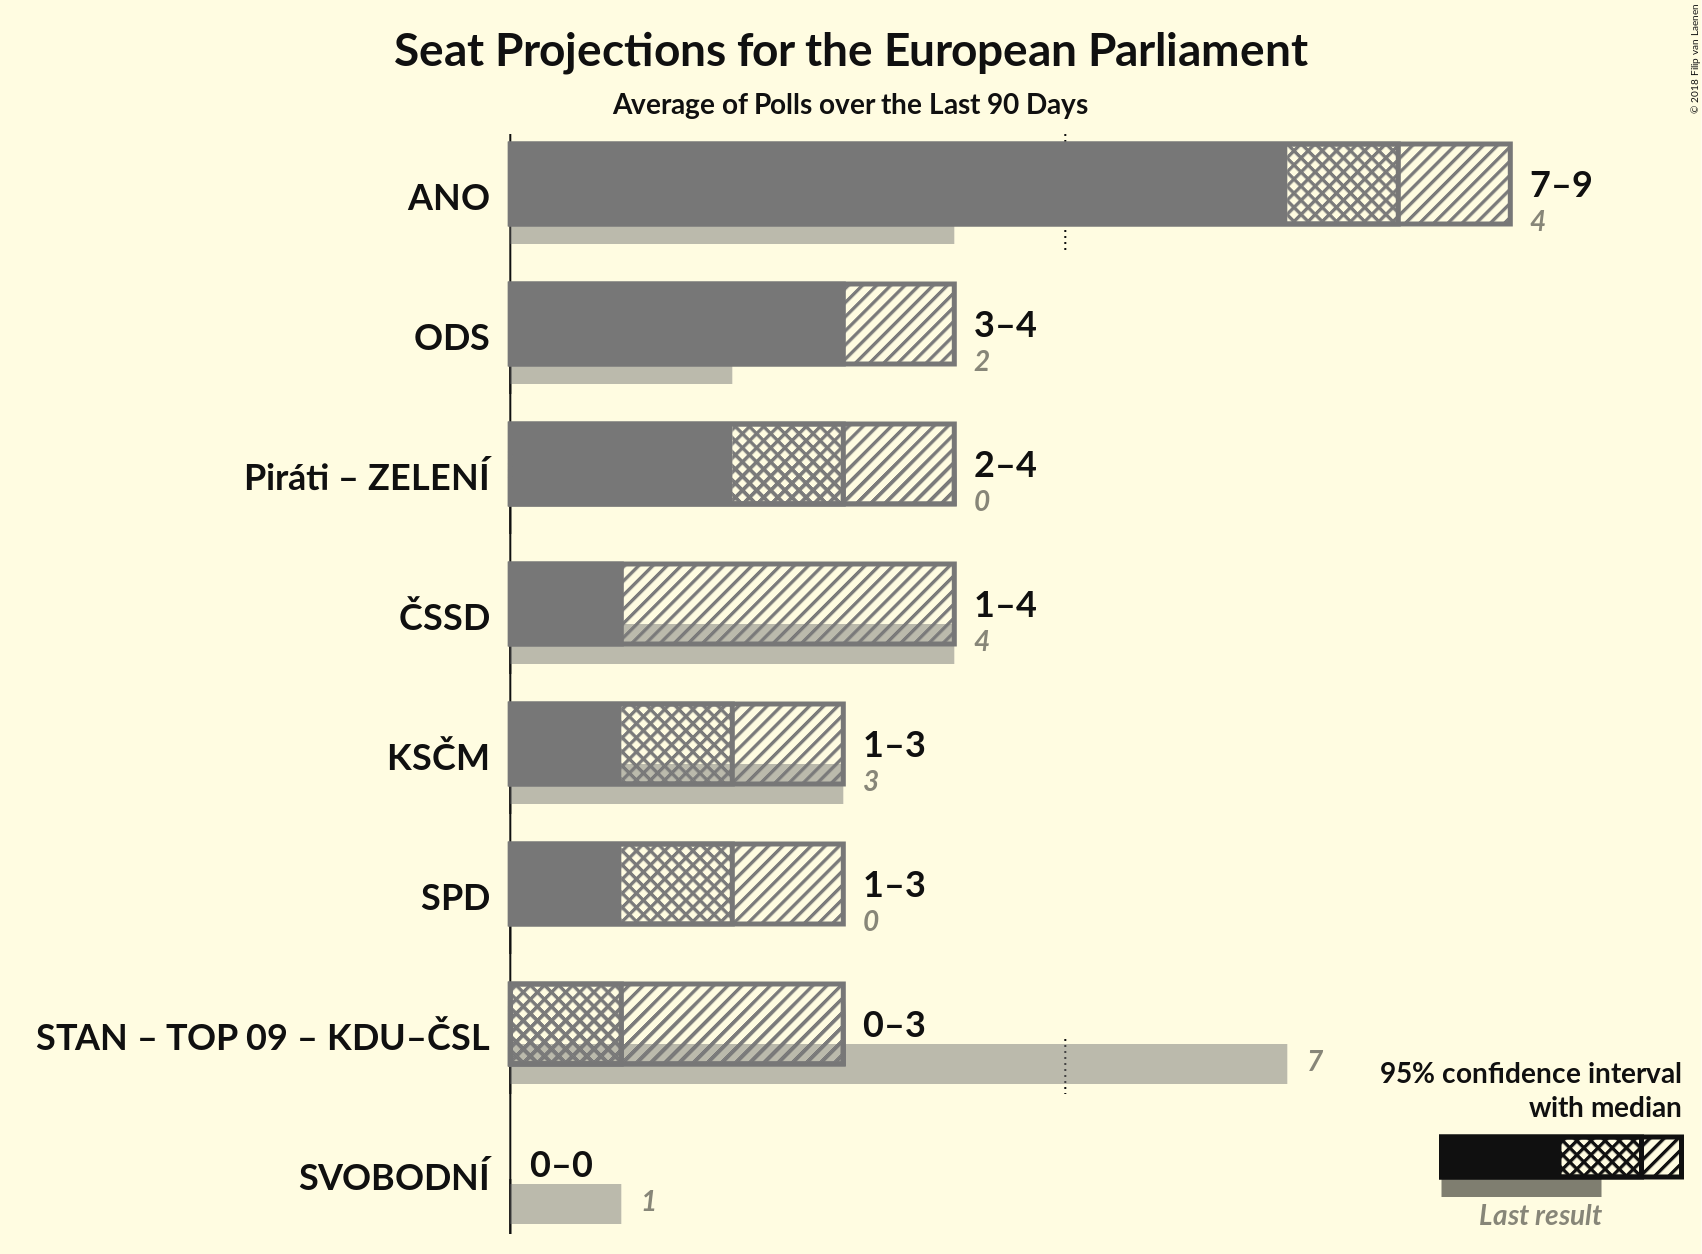 Seat Projections for the European Parliament
Average of Polls over the Last 90 Days
© 2018 Filip van Laenen
ANO
7–9
4
ODS
3–4
2
Piráti – ZELENÍ
2–4
0
ČSSD
1–4
4
KSČM
1–3
3
SPD
1–3
0
STAN – TOP 09 – KDU–ČSL
0–3
7
SVOBODNÍ
0–0
1
95% confidence interval
with median
Last result